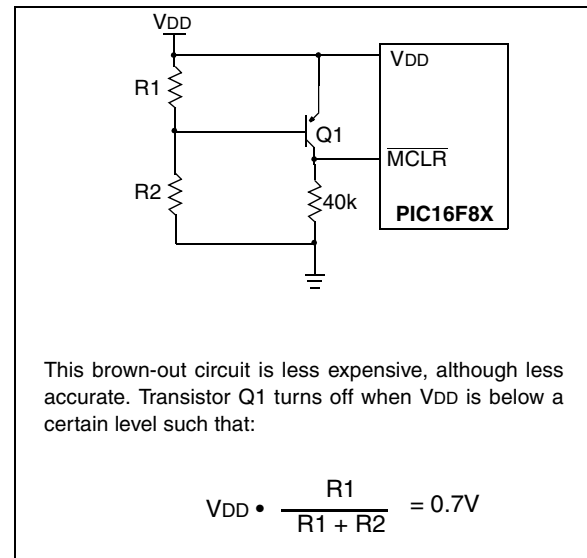 VDD
VDD
R1
Q1
MCLR
R2
40k
PIC16F8X
This brown-out circuit is less expensive, although less
accurate. Transistor Q1 turns off when VDD is below a
certain level such that:
VDD • R1 / R1 + R2 = 0.7V